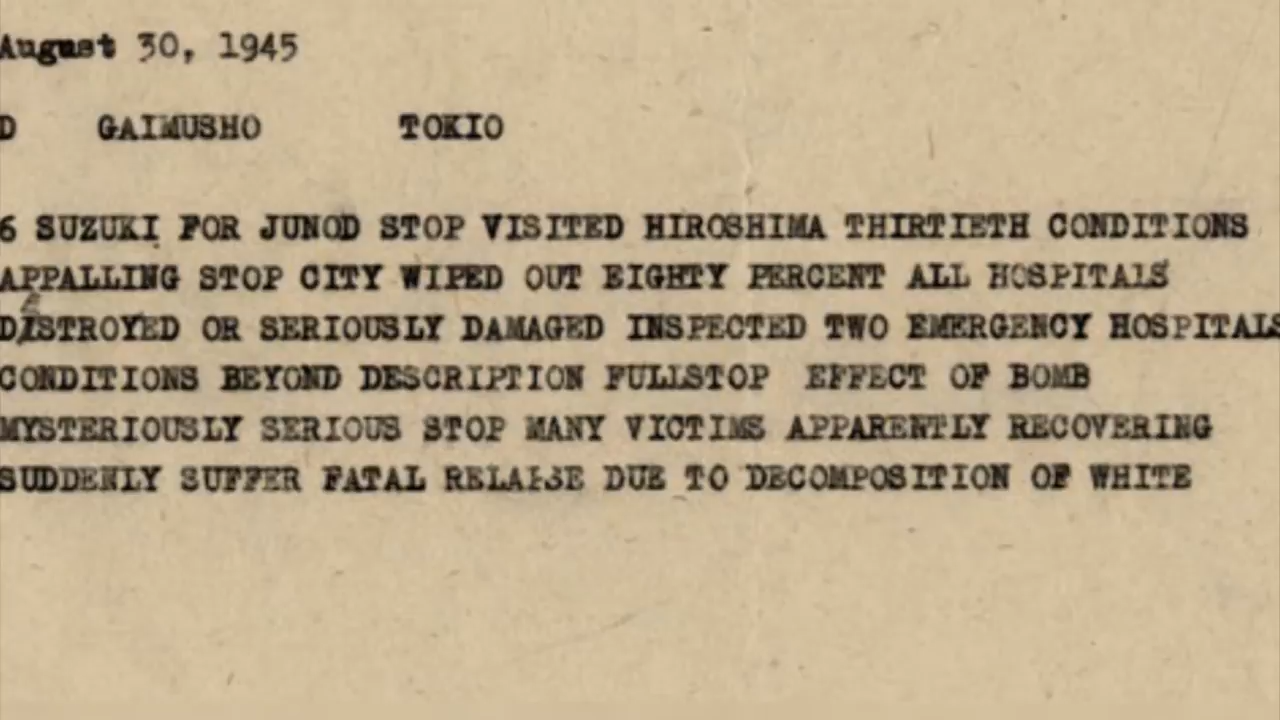 August 30, 1945
D GAIMUSHO TOKIO
6 SUZUKI FOR JUNOD STOP VISITED HIROSHIMA THIRTIETH CONDITIONS
APPALLING STOP CITY WIPED OUT EIGHTY PERCENT ALL HOSPITALS
DESTROYED OR SERIOUSLY DAMAGED INSPECTED TWO EMERGENCY HOSPITALS
CONDITIONS BEYOND DESCRIPTION FULLSTOP EFFECT OF BOMB
MYSTERIOUSLY SERIOUS STOP MANY VICTIMS APPARENTLY RECOVERING
SUDDENLY SUFFER FATAL RELAPSE DUE TO DECOMPOSITION OF WHITE